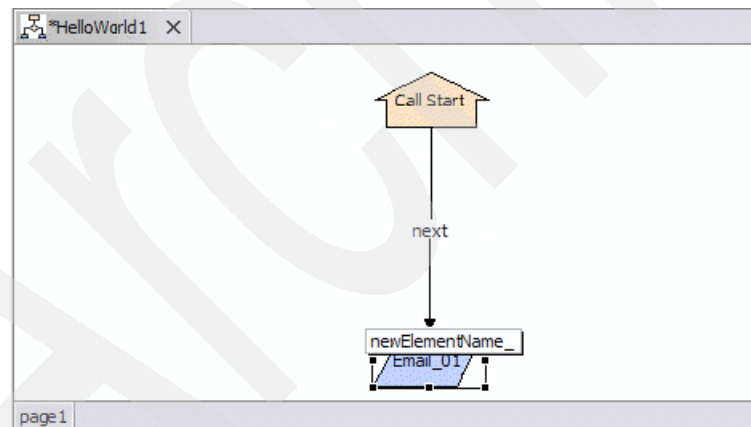 *HelloWorld1
Call Start
next
newElementName_
Email_01
page1